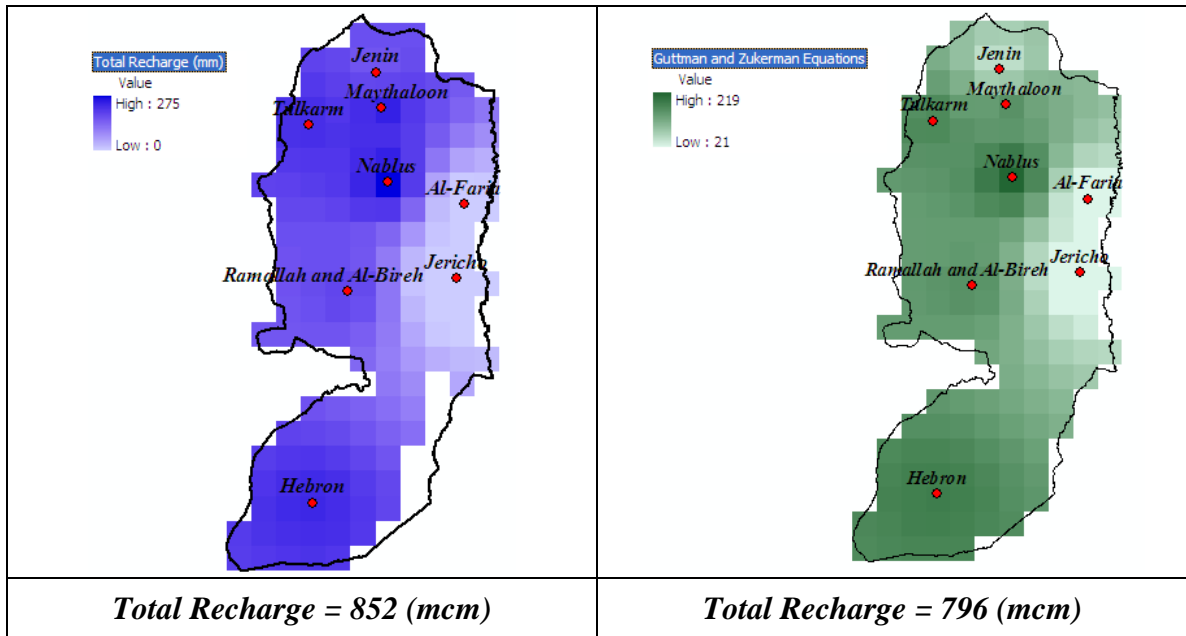 Total Recharge (mm)
Value
High : 275
Low : 0
Jenin
Maythaloon
Tulkarm
Nablus
Al-Faria
Jericho
Ramallah and Al-Bireh
Hebron
Total Recharge = 852 (mcm)
Guttman and Zukerman Equations
Value
High : 219
Low : 21
Jenin
Maythaloon
Tulkarm
Nablus
Al-Faria
Jericho
Ramallah and Al-Bireh
Hebron
Total Recharge = 796 (mcm)